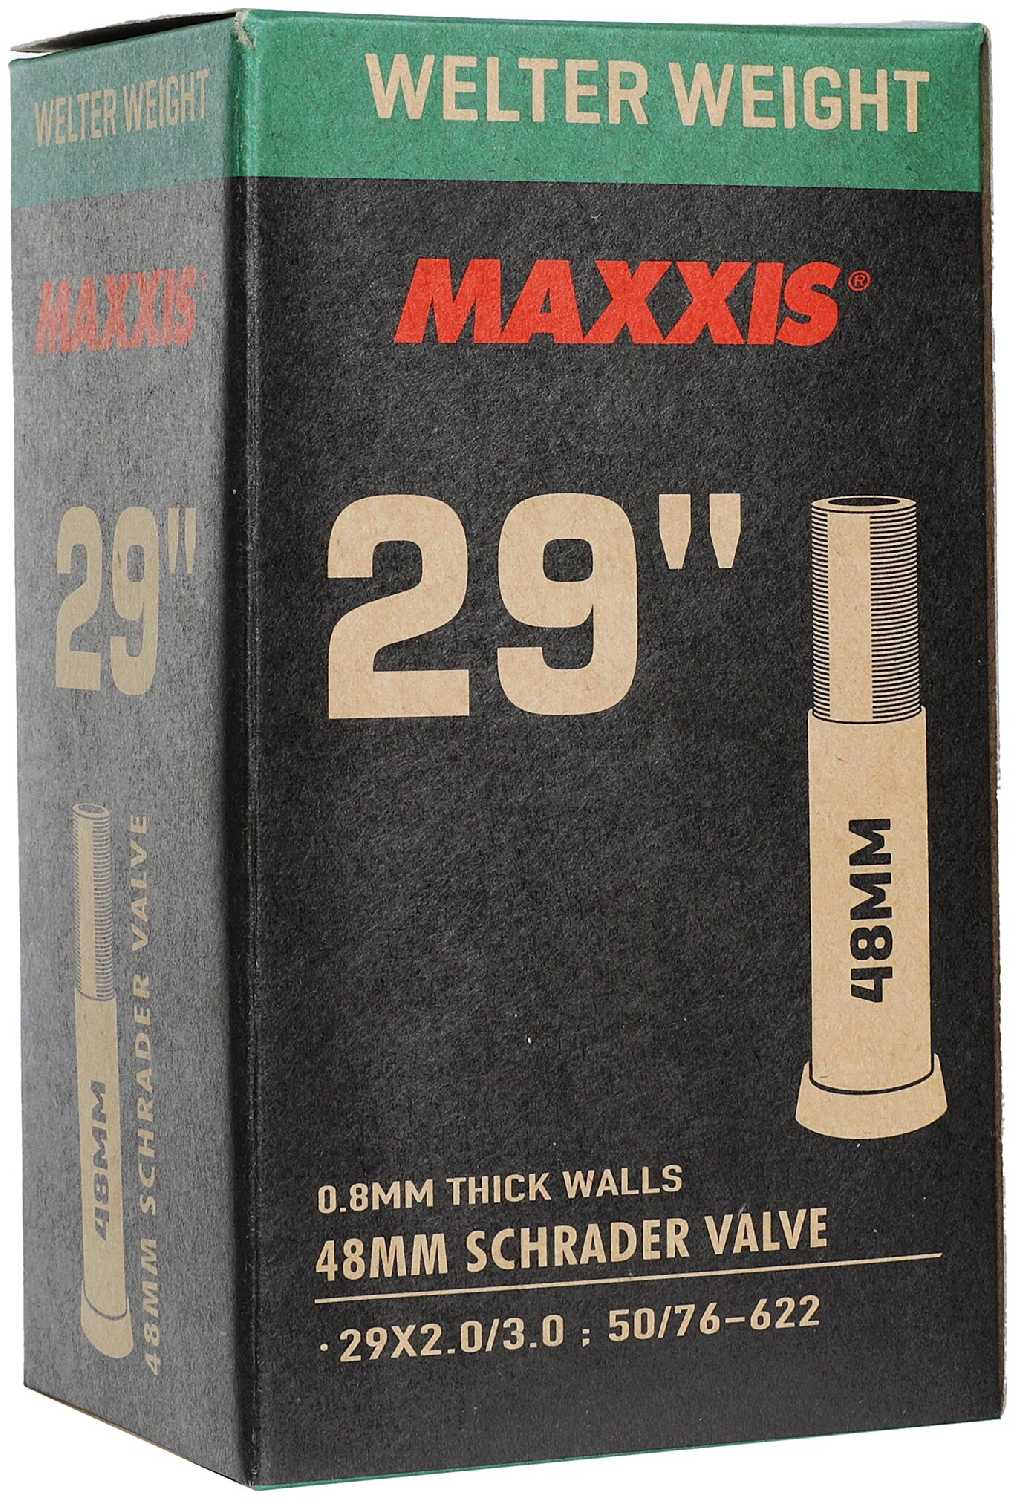 WELTER WEIGHT
MAXXIS
29"
48MM
48MM SCHRADER VALVE
WELTER WEIGHT
MAXXIS®
29"
48MM
0.8MM THICK WALLS
48MM SCHRADER VALVE
· 29X2.0/3.0 ; 50/76-622